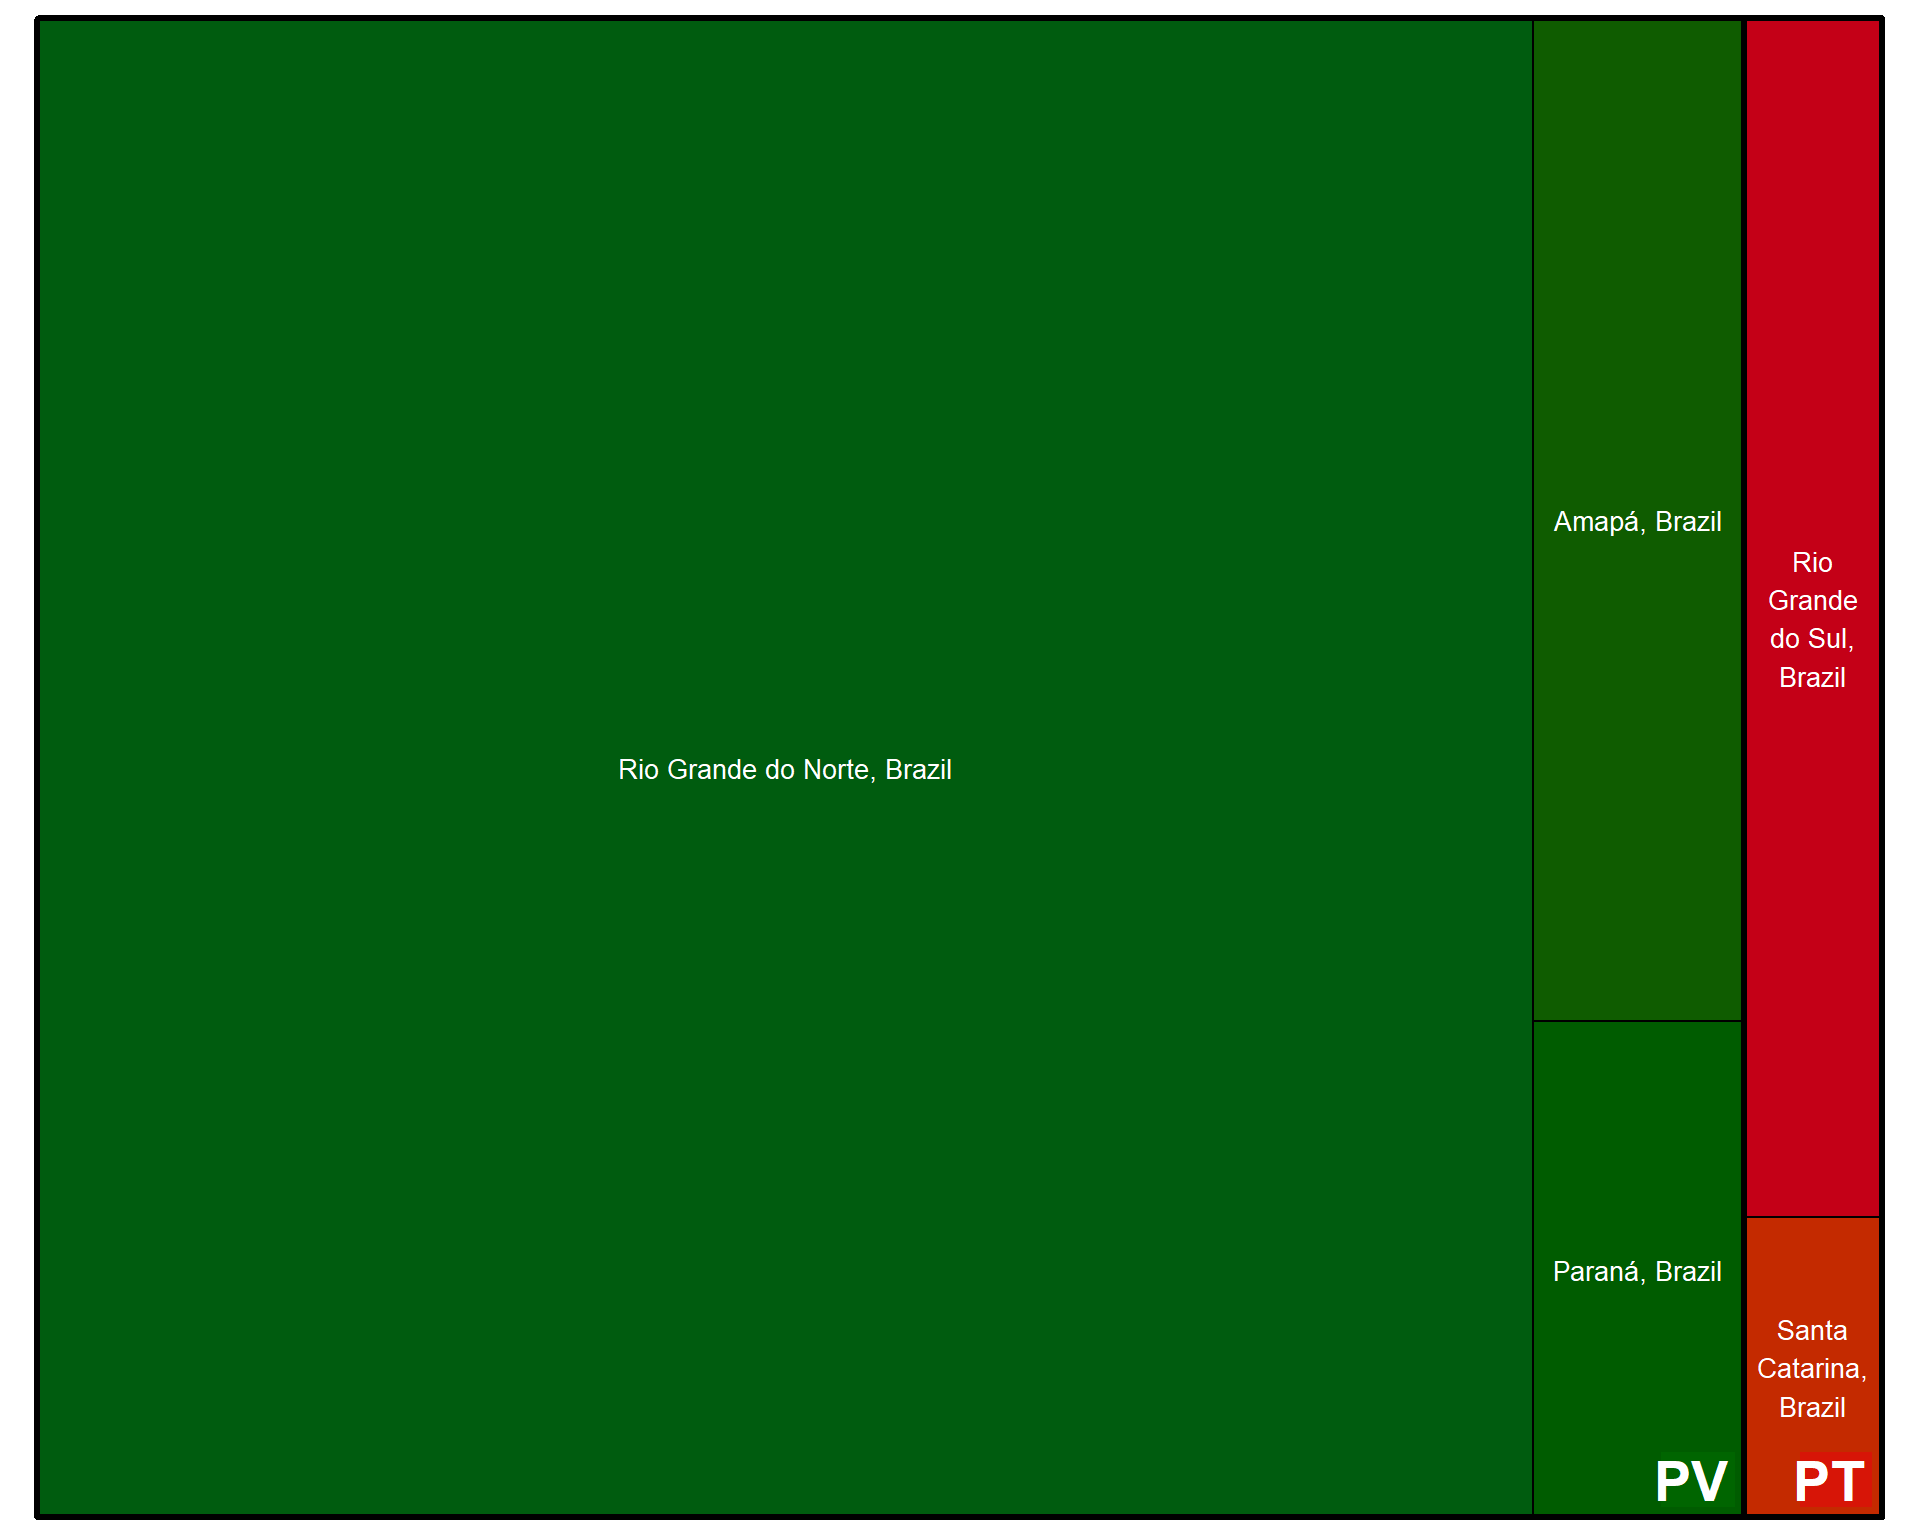 Rio Grande do Norte, Brazil
Amapá, Brazil
Paraná, Brazil
PV
Rio
Grande
do Sul,
Brazil
Santa
Catarina,
Brazil
PT